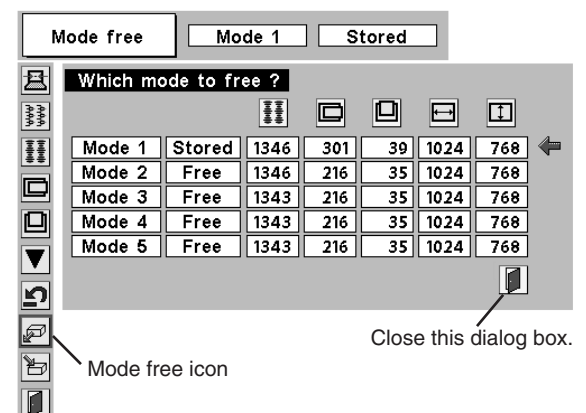 Mode free Mode 1 Stored
Which mode to free ?
Mode 1 Stored 1346 301 39 1024 768
Mode 2 Free 1346 216 35 1024 768
Mode 3 Free 1343 216 35 1024 768
Mode 4 Free 1343 216 35 1024 768
Mode 5 Free 1343 216 35 1024 768
Close this dialog box.
Mode free icon